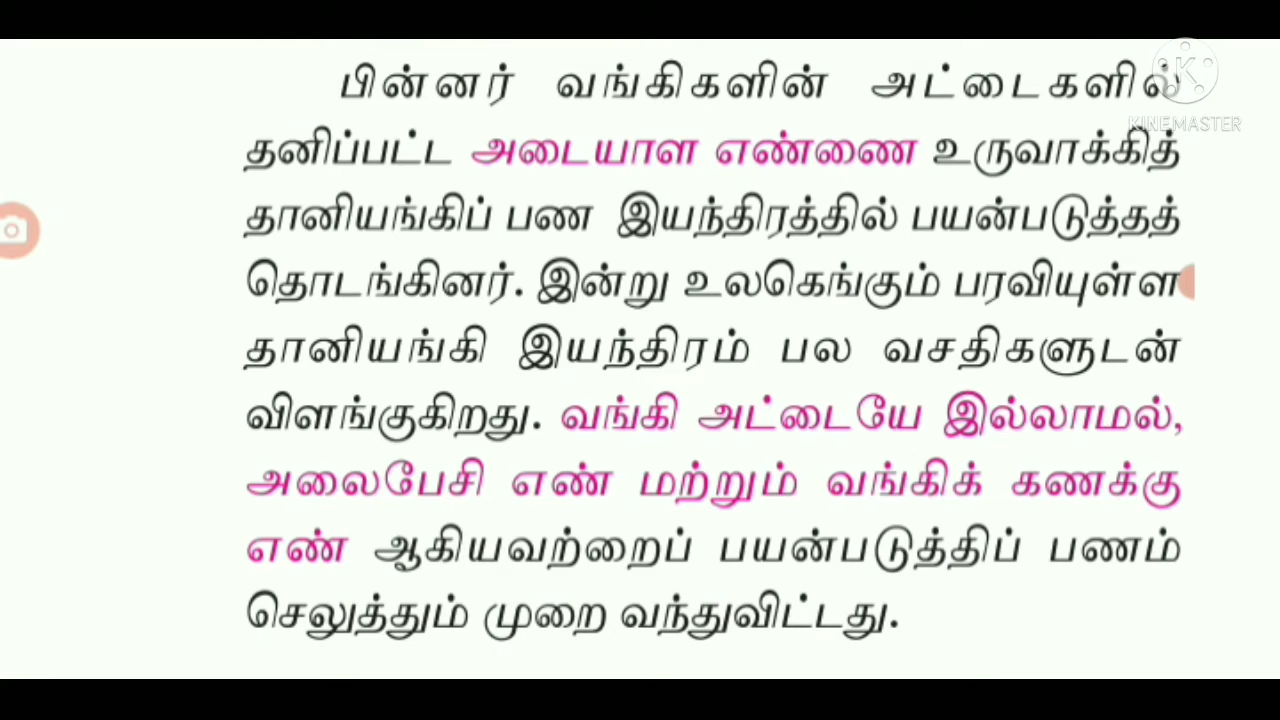 பின்னர் வங்கிகளின் அட்டைகளில்
தனிப்பட்ட அடையாள எண்ணை உருவாக்கித்
தானியங்கிப் பண இயந்திரத்தில் பயன்படுத்தத்
தொடங்கினர். இன்று உலகெங்கும் பரவியுள்ள
தானியங்கி இயந்திரம் பல வசதிகளுடன்
விளங்குகிறது. வங்கி அட்டையே இல்லாமல்,
அலைபேசி எண் மற்றும் வங்கிக் கணக்கு
எண் ஆகியவற்றைப் பயன்படுத்திப் பணம்
செலுத்தும் முறை வந்துவிட்டது.
K
KINEMASTER